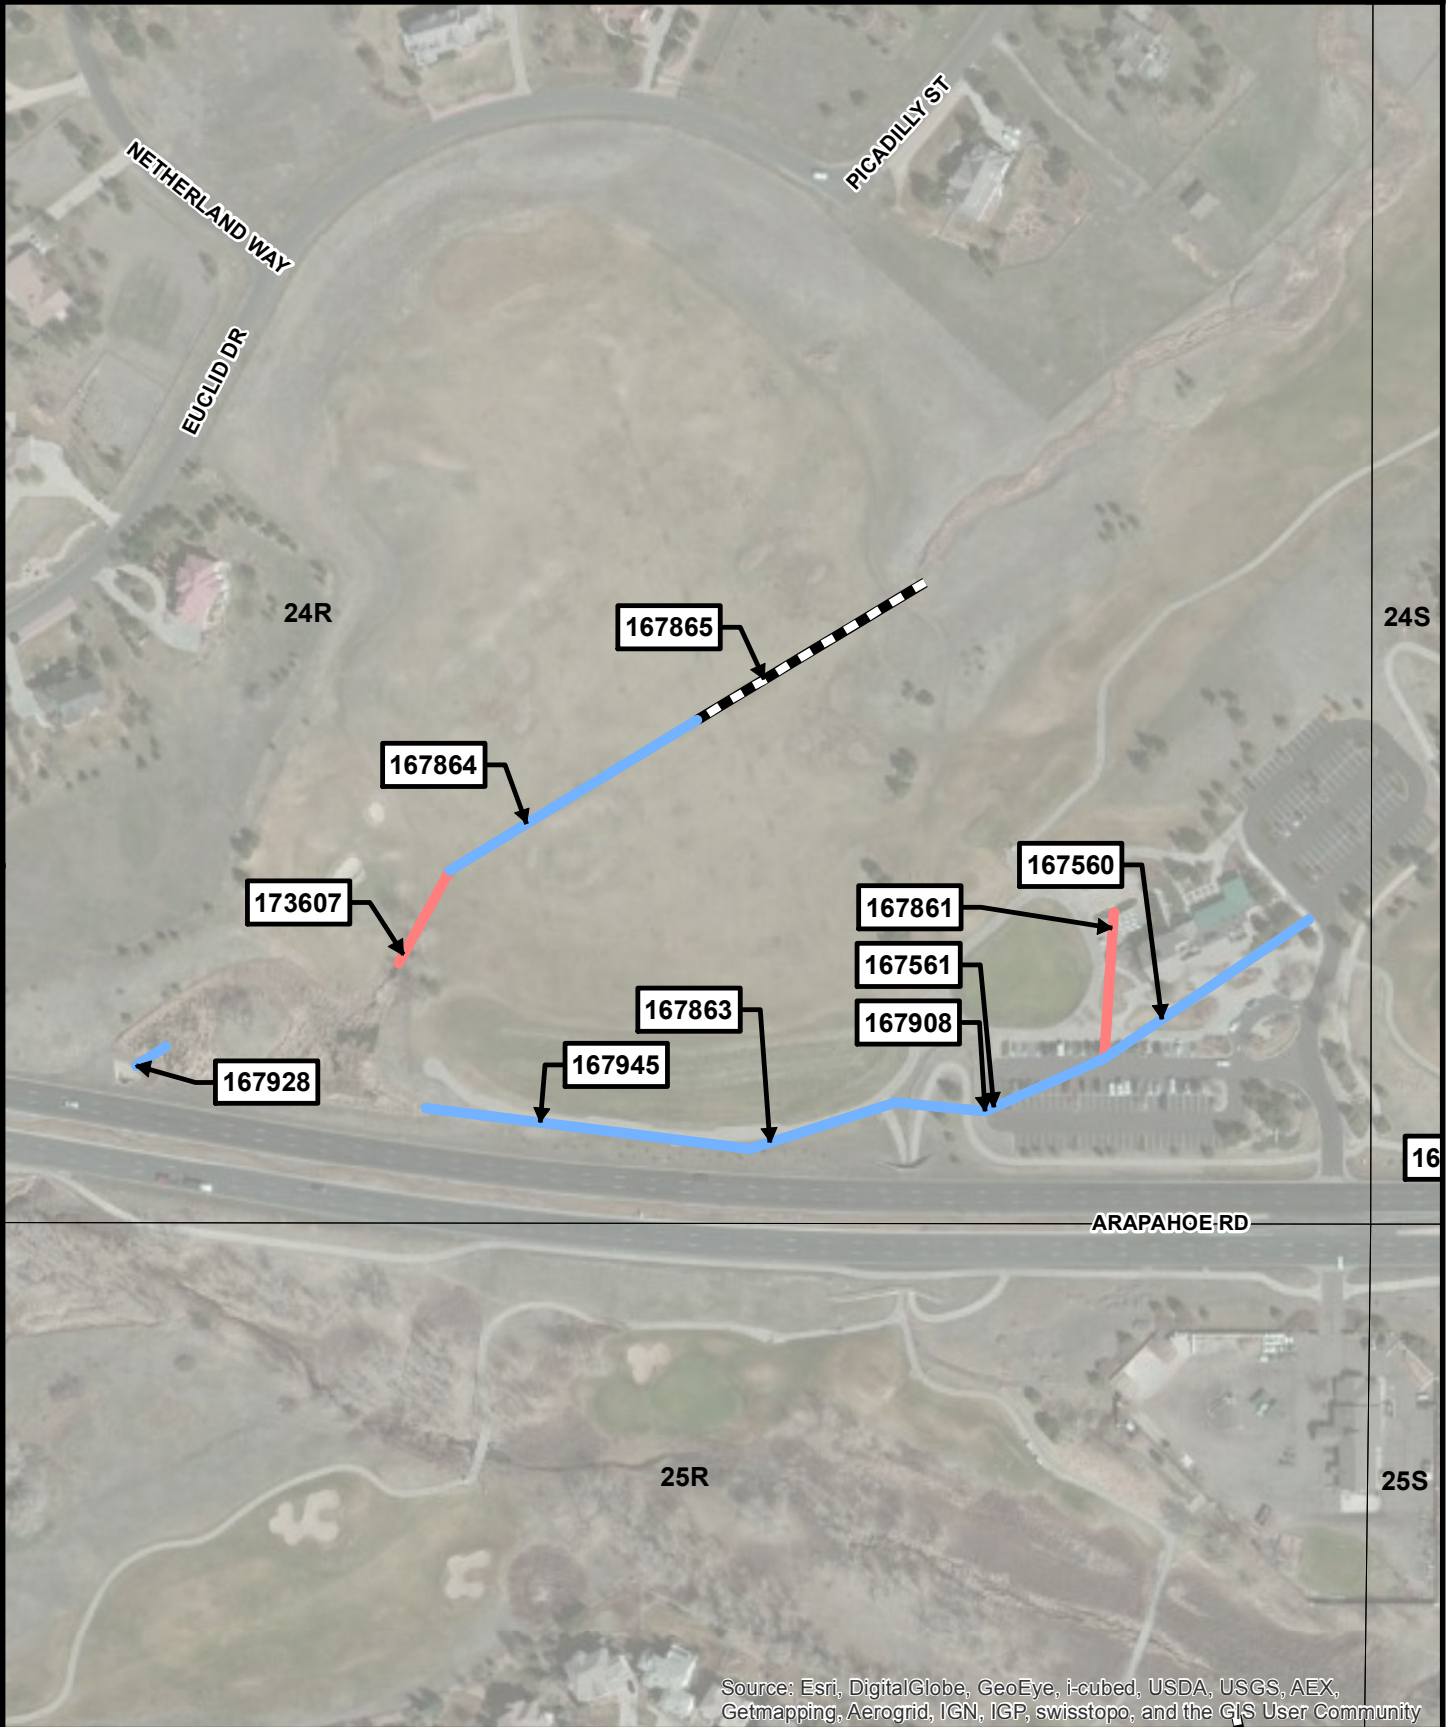 PICADILLY ST
NETHERLAND WAY
EUCLID DR
24R
24S
167865
167864
167560
173607
167861
167561
167863
167908
167945
167928
16
ARAPAHOE RD
25R
25S
Source: Esri, DigitalGlobe, GeoEye, i-cubed, USDA, USGS, AEX,
Getmapping, Aerogrid, IGN, IGP, swisstopo, and the GIS User Community